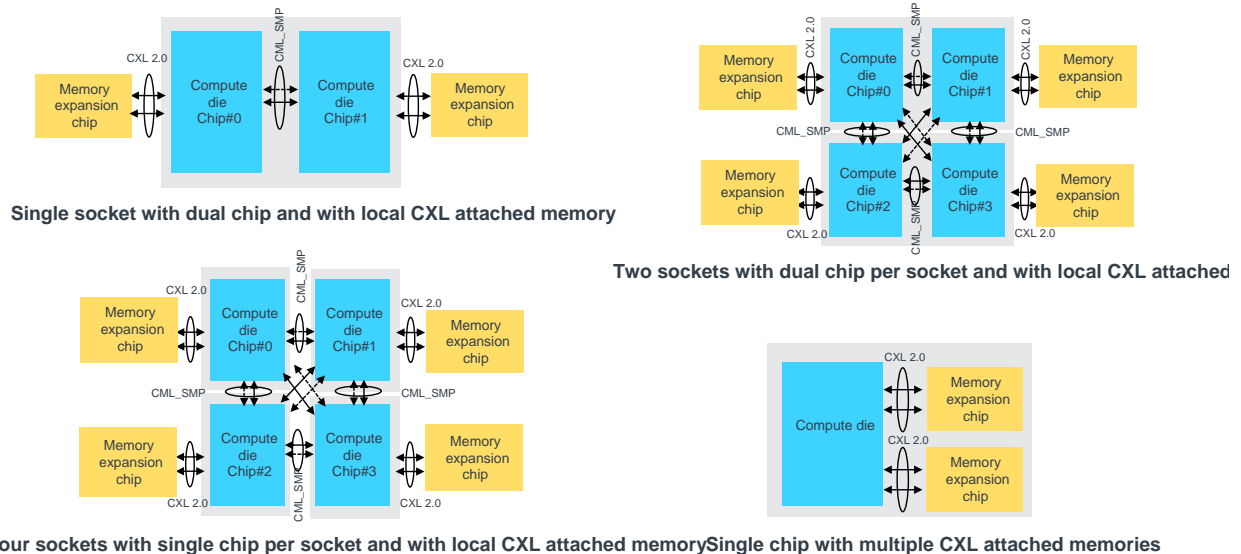 CML_SMP
CXL 2.0
CXL 2.0
Memory
expansion
chip
Compute
die
Chip#0
Compute
die
Chip#1
Memory
expansion
chip
Single socket with dual chip and with local CXL attached memory
CXL 2.0
CML_SMP
CXL 2.0
Memory
expansion
chip
Compute
die
Chip#0
Compute
die
Chip#1
Memory
expansion
chip
CML_SMP
CML_SMP
Memory
expansion
chip
Compute
die
Chip#2
Compute
die
Chip#3
Memory
expansion
chip
CXL 2.0
CML_SMP
CXL 2.0
Two sockets with dual chip per socket and with local CXL attached
CML_SMP
CXL 2.0
CXL 2.0
Memory
expansion
chip
Compute
die
Chip#0
Compute
die
Chip#1
Memory
expansion
chip
CML_SMP
CML_SMP
Memory
expansion
chip
Compute
die
Chip#2
Compute
die
Chip#3
Memory
expansion
chip
CXL 2.0
CML_SMP
CXL 2.0
our sockets with single chip per socket and with local CXL attached memory
CXL 2.0
Memory
expansion
chip
Compute die
CXL 2.0
Memory
expansion
chip
Single chip with multiple CXL attached memories